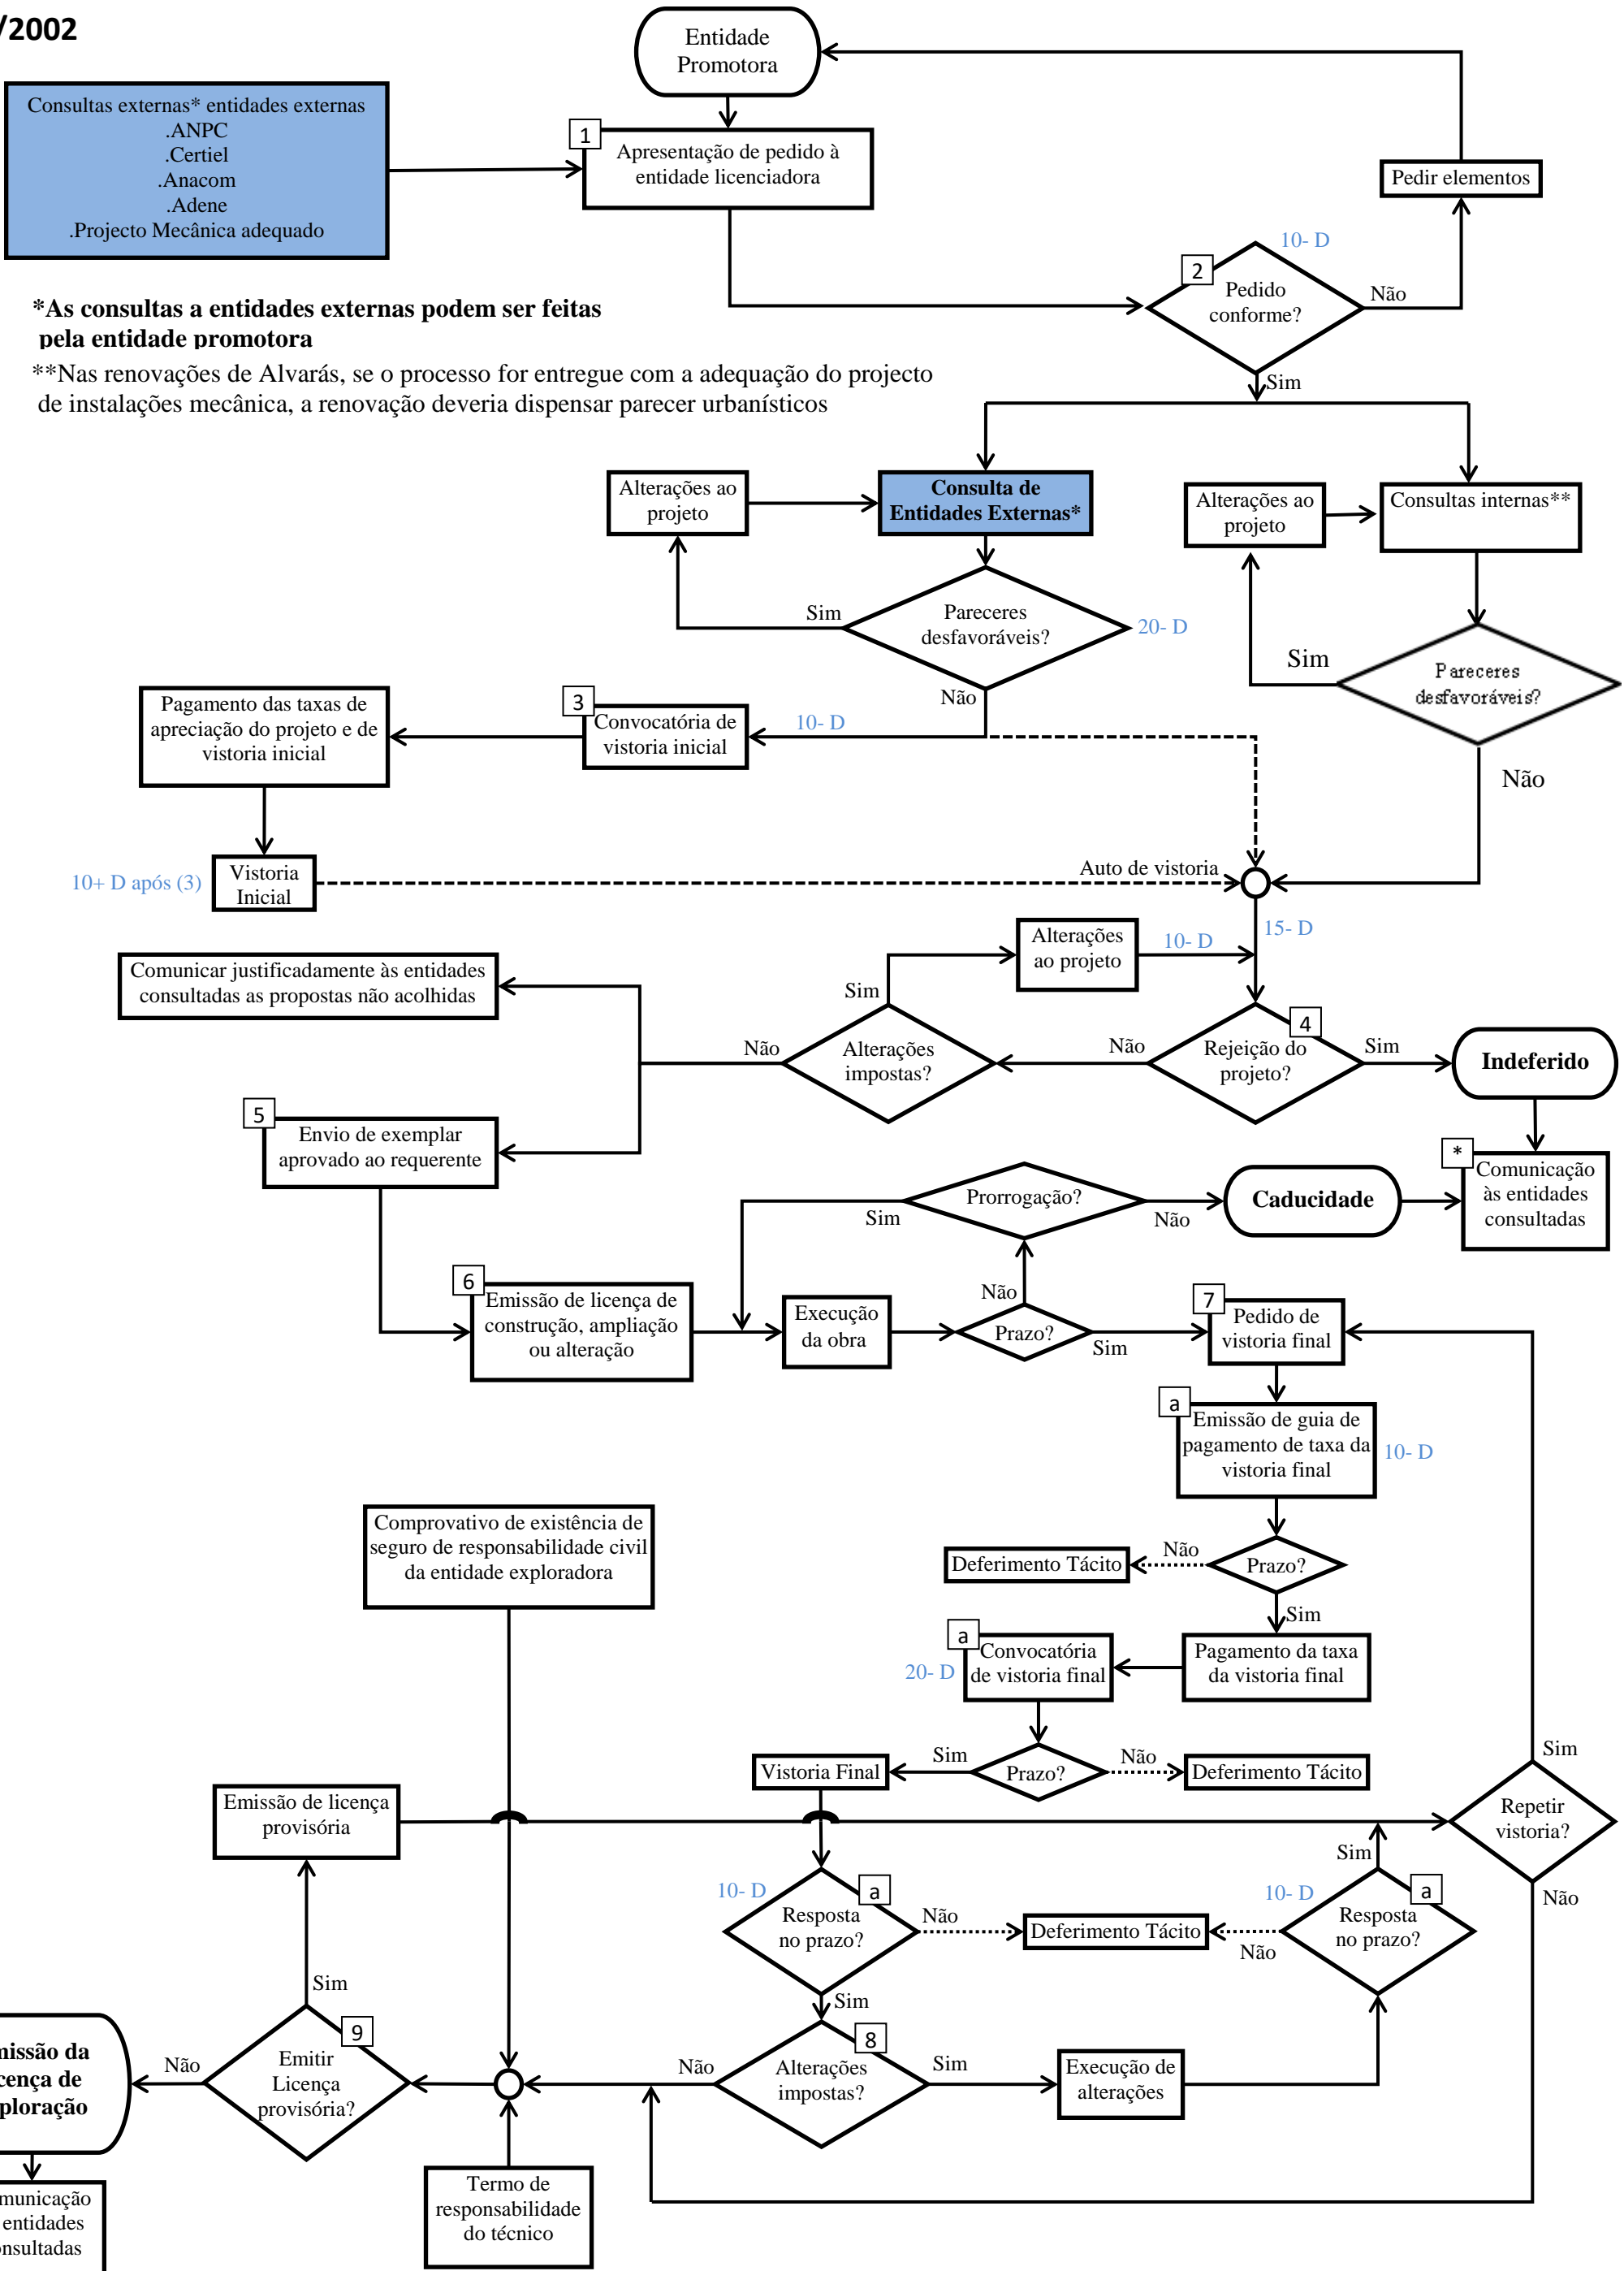 /2002
Entidade
Promotora
Consultas externas* entidades externas
.ANPC
.Certiel
.Anacom
.Adene
.Projecto Mecânica adequado
1
Apresentação de pedido à
entidade licenciadora
Pedir elementos
10- D
2
Pedido
conforme?
Não
Sim
*As consultas a entidades externas podem ser feitas
pela entidade promotora
**Nas renovações de Alvarás, se o processo for entregue com a adequação do projecto
de instalações mecânica, a renovação deveria dispensar parecer urbanísticos
Alterações ao
projeto
Consulta de
Entidades Externas*
Alterações ao
projeto
Consultas internas**
Sim
Pareceres
desfavoráveis?
20- D
Não
Sim
Pareceres
desfavoráveis?
Não
Pagamento das taxas de
apreciação do projeto e de
vistoria inicial
3
Convocatória de
vistoria inicial
10- D
10+ D após (3)
Vistoria
Inicial
Auto de vistoria
15- D
Alterações
ao projeto
10- D
Comunicar justificadamente às entidades
consultadas as propostas não acolhidas
Sim
Não
Alterações
impostas?
Não
4
Rejeição do
projeto?
Sim
Indeferido
5
Envio de exemplar
aprovado ao requerente
*
Comunicação
às entidades
consultadas
Prorrogação?
Sim
Não
Caducidade
6
Emissão de licença de
construção, ampliação
ou alteração
Execução
da obra
Não
Prazo?
Sim
7
Pedido de
vistoria final
a
Emissão de guia de
pagamento de taxa da
vistoria final
10- D
Comprovativo de existência de
seguro de responsabilidade civil
da entidade exploradora
Deferimento Tácito
Não
Prazo?
Sim
a
Convocatória
de vistoria final
20- D
Pagamento da taxa
da vistoria final
Vistoria Final
Sim
Prazo?
Não
Deferimento Tácito
Sim
Repetir
vistoria?
Não
Emissão de licença
provisória
10- D
a
Resposta
no prazo?
Não
Deferimento Tácito
Sim
10- D
a
Resposta
no prazo?
Não
Sim
Sim
9
Emitir
Licença
provisória?
Não
8
Alterações
impostas?
Não
Sim
Execução de
alterações
missão da
cença de
ploração
Termo de
responsabilidade
do técnico
municação
entidades
onsultadas